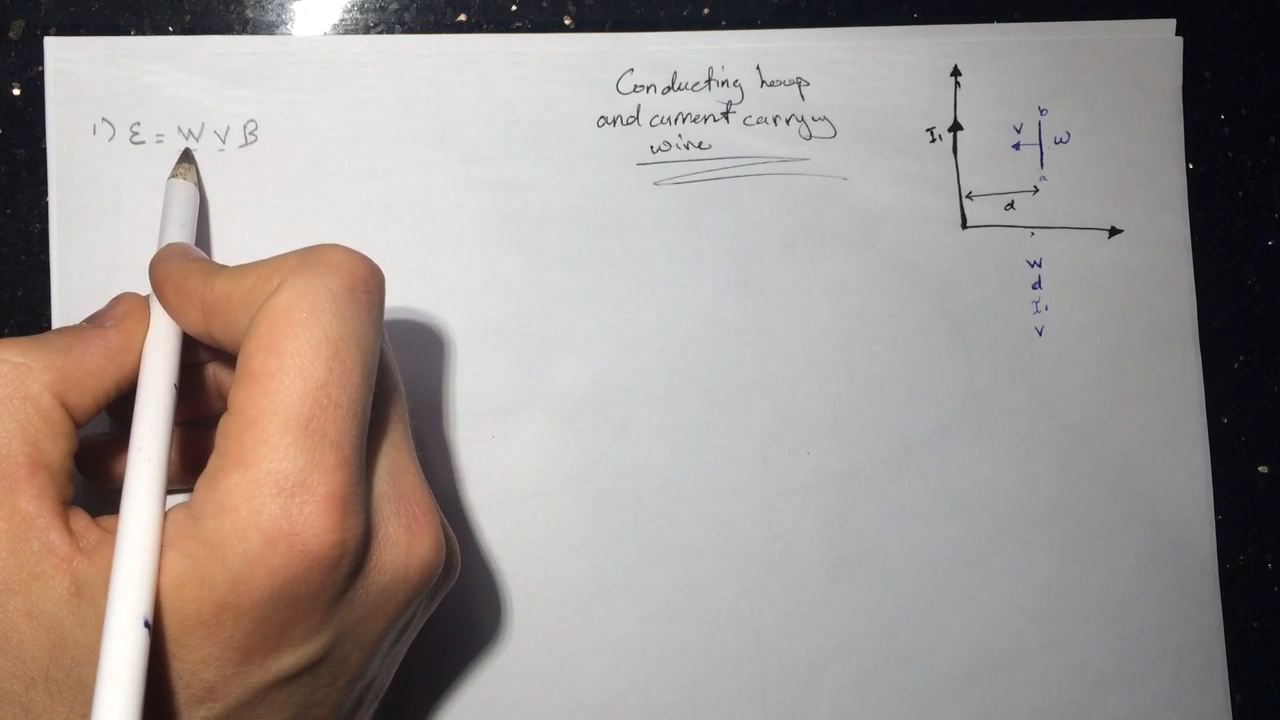 1) ε = W V B
Conducting hoop
and current carrying
wire
I₁
b
v
W
a
d
W
d
I₁
v